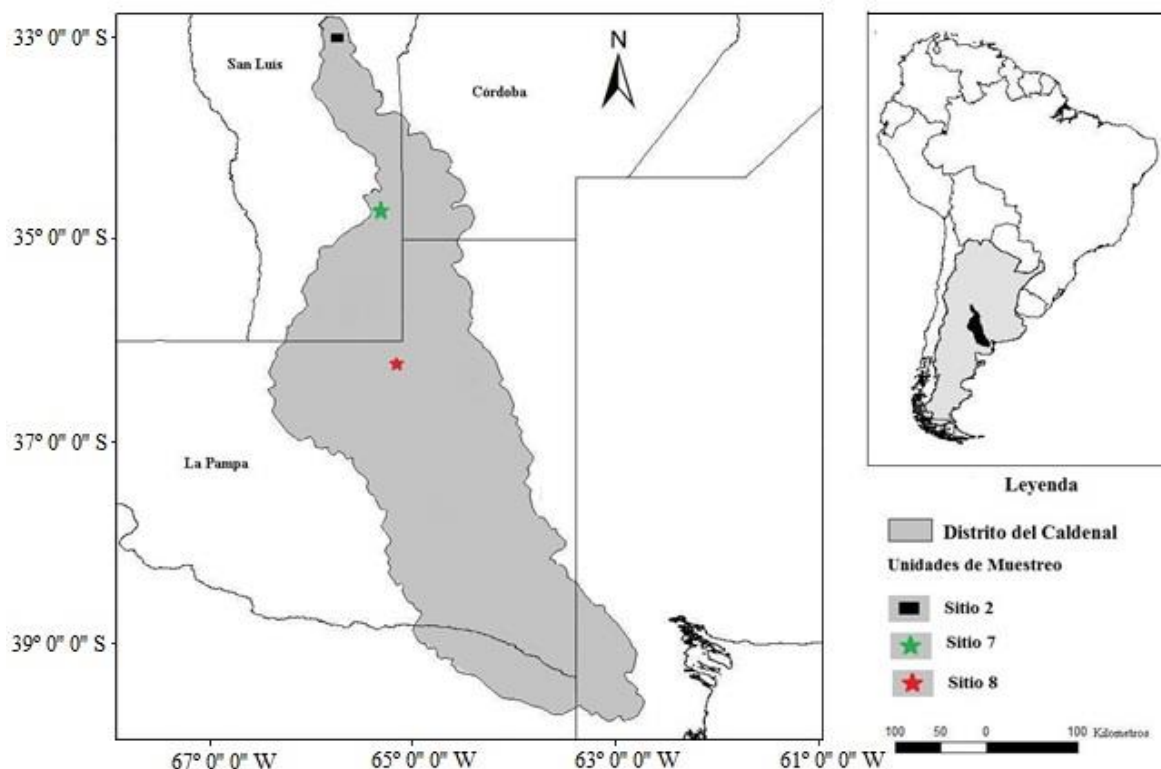 33° 0' 0" S
35° 0' 0" S
37° 0' 0" S
39° 0' 0" S
San Luis
Córdoba
N
La Pampa
67° 0' 0" W
65° 0' 0" W
63° 0' 0" W
61° 0' 0" W
Leyenda
Distrito del Caldenal
Unidades de Muestreo
Sitio 2
Sitio 7
Sitio 8
100 50 0 100 Kilometros